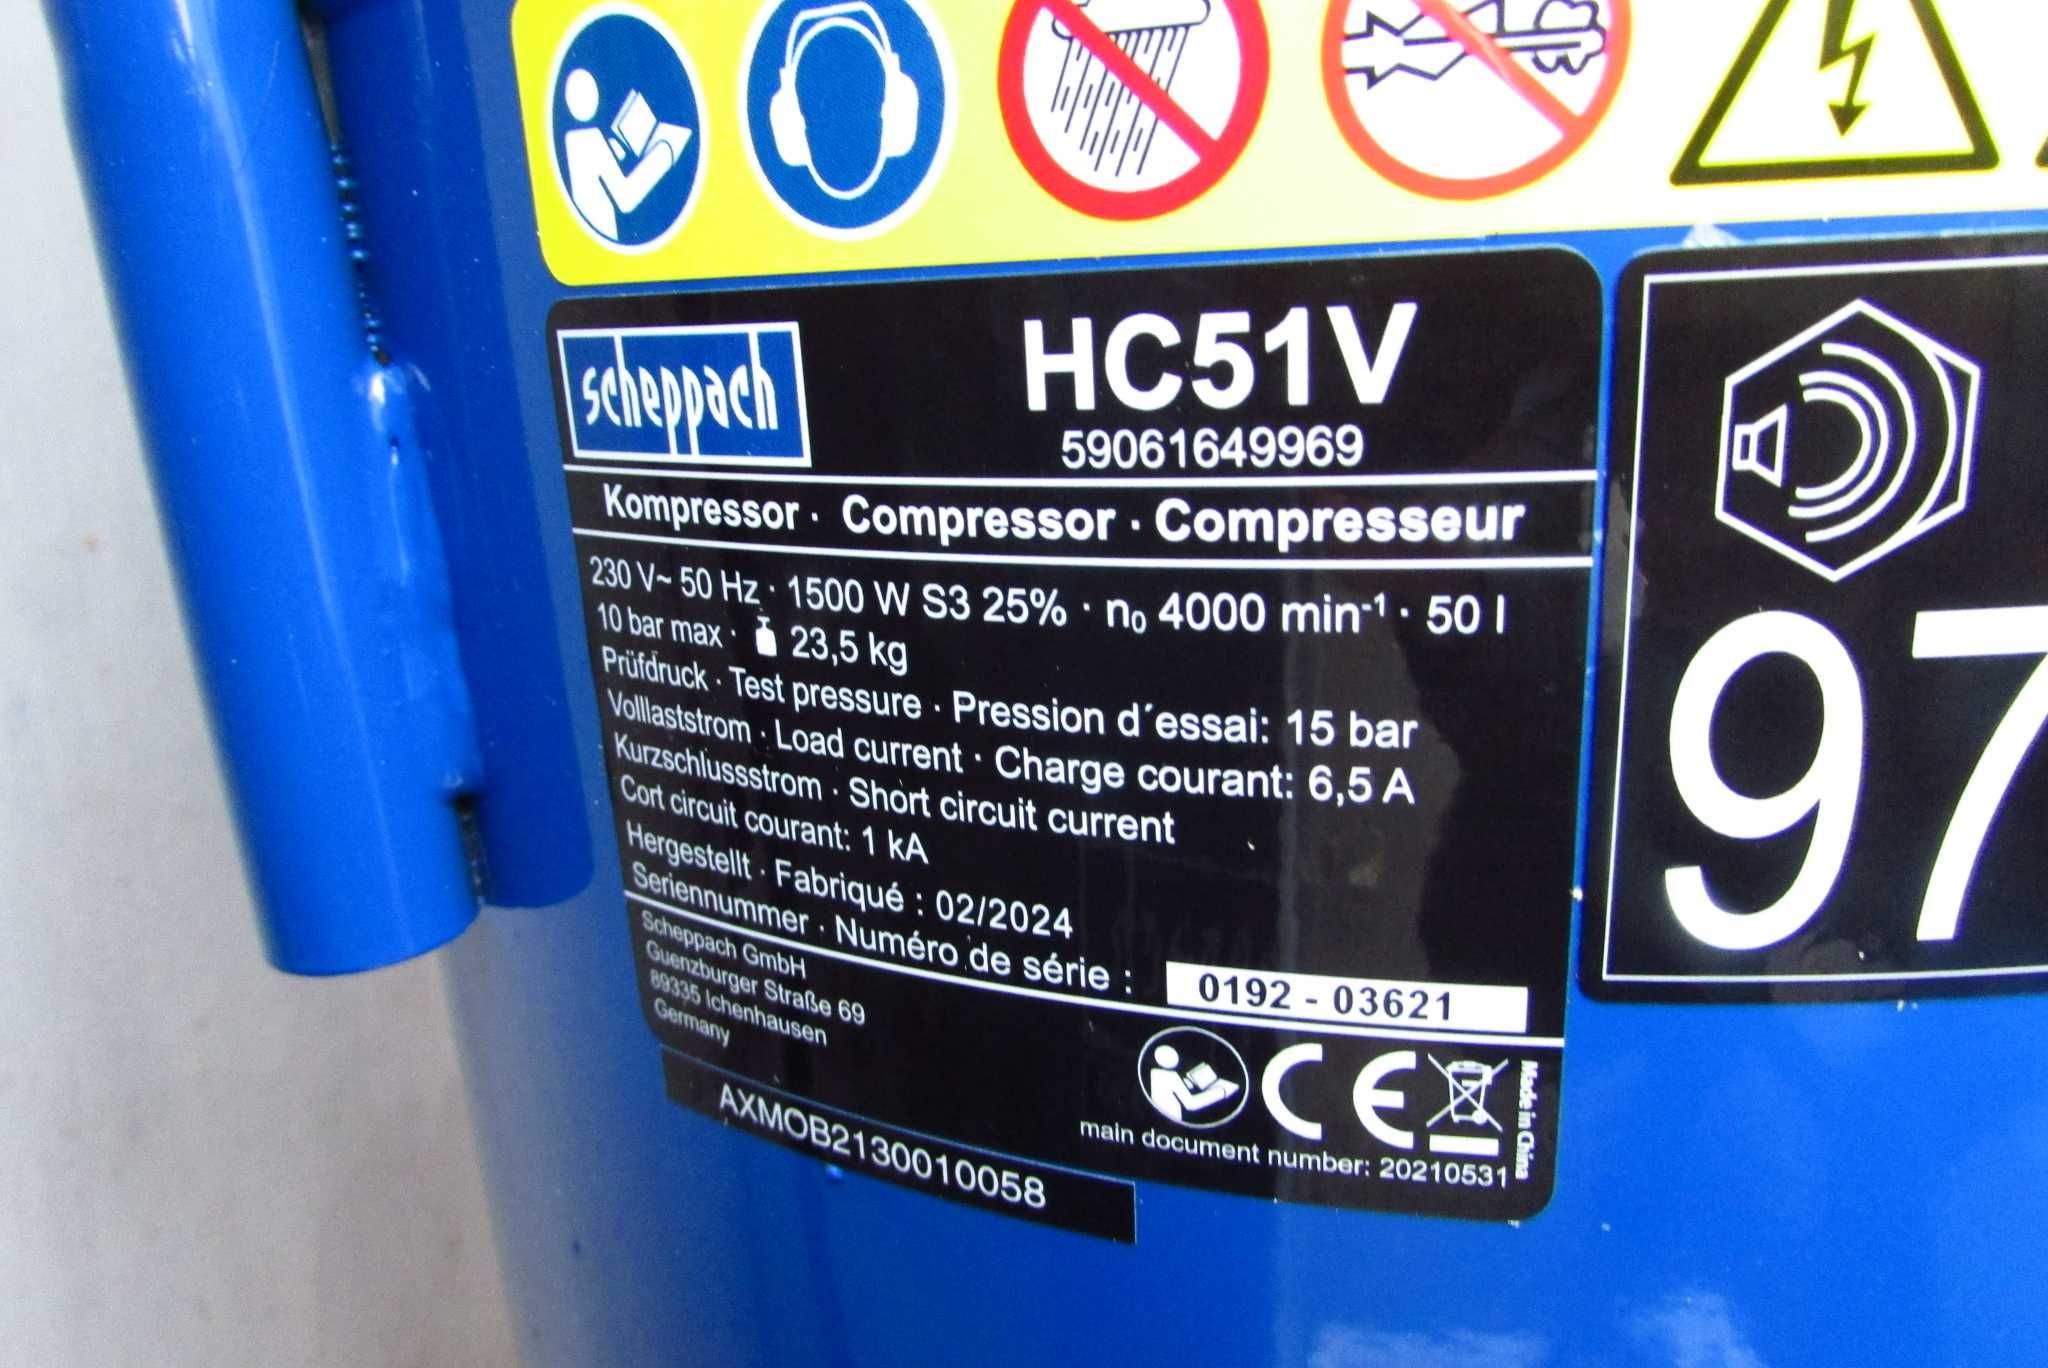 scheppach
HC51V
59061649969
Kompressor · Compressor · Compresseur
230 V~ 50 Hz · 1500 W S3 25% · n₀ 4000 min⁻¹ · 50 l
10 bar max · 23,5 kg
Prüfdruck · Test pressure · Pression d´essai: 15 bar
Volllaststrom · Load current · Charge courant: 6,5 A
Kurzschlussstrom · Short circuit current
Cort circuit courant: 1 kA
Hergestellt · Fabriqué : 02/2024
Seriennummer · Numéro de série : 0192 - 03621
Scheppach GmbH
Guenzburger Straße 69
89335 Ichenhausen
Germany
CE
Made in China
main document number: 20210531
AXMOB2130010058
97